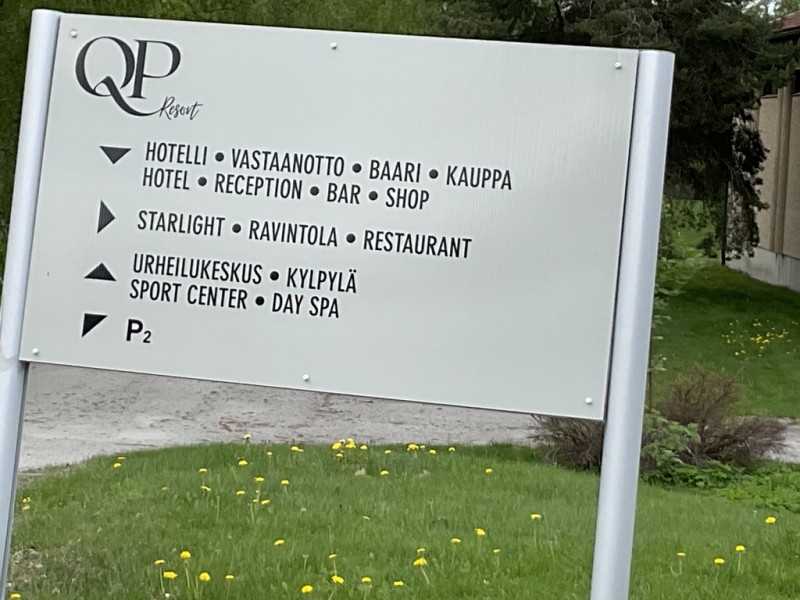 QP
Resort
HOTELLI • VASTAANOTTO • BAARI • KAUPPA
HOTEL • RECEPTION • BAR • SHOP
STARLIGHT • RAVINTOLA • RESTAURANT
URHEILUKESKUS • KYLPYLÄ
SPORT CENTER • DAY SPA
P2